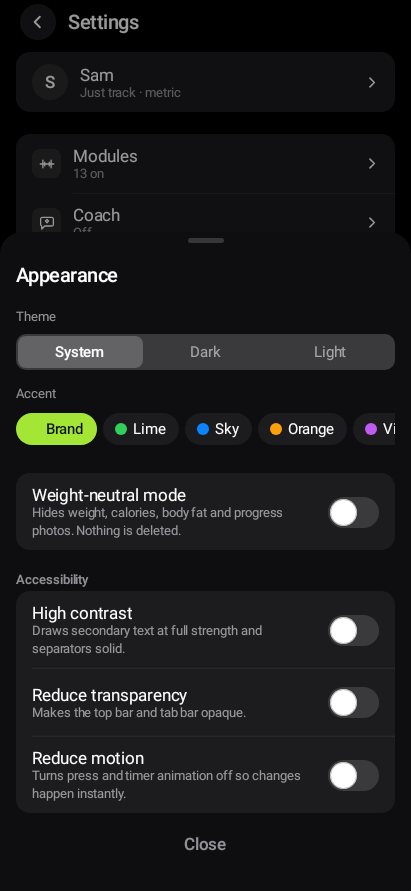 Settings
S
Sam
Just track · metric
Modules
13 on
Coach
Off
Appearance
Theme
System
Dark
Light
Accent
Brand
Lime
Sky
Orange
Vi
Weight-neutral mode
Hides weight, calories, body fat and progress
photos. Nothing is deleted.
Accessibility
High contrast
Draws secondary text at full strength and
separators solid.
Reduce transparency
Makes the top bar and tab bar opaque.
Reduce motion
Turns press and timer animation off so changes
happen instantly.
Close